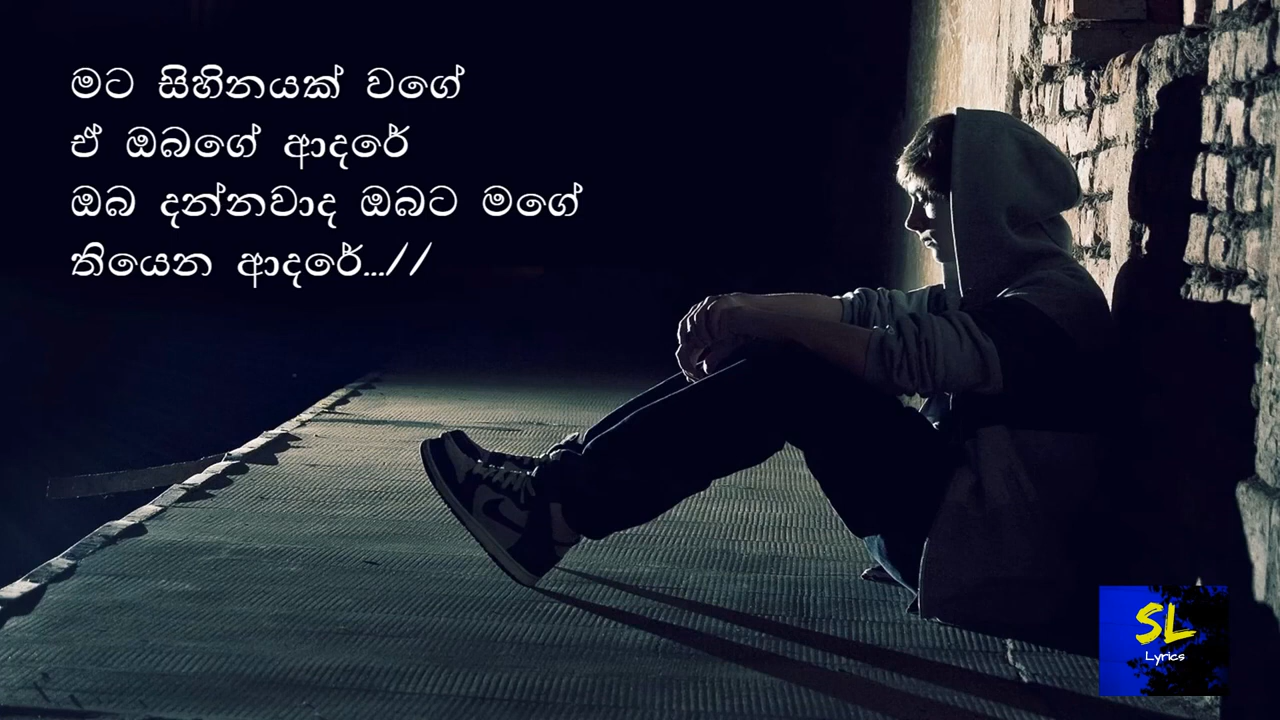 මට සිහිනයක් වගේ
ඒ ඔබගේ ආදරේ
ඔබ දන්නවාද ඔබට මගේ
තියෙන ආදරේ...//
SL
Lyrics